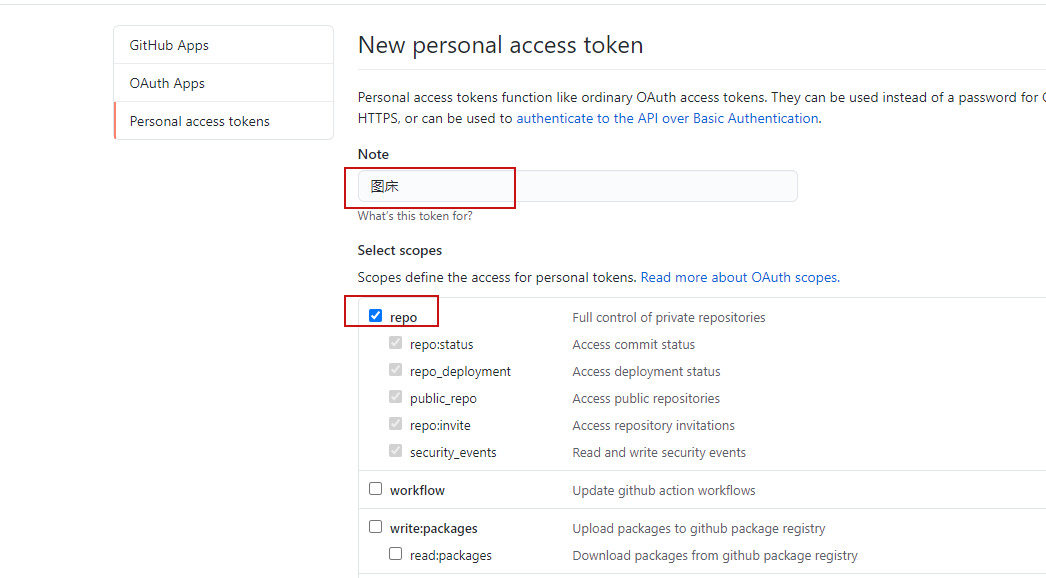 GitHub Apps
OAuth Apps
Personal access tokens
New personal access token
Personal access tokens function like ordinary OAuth access tokens. They can be used instead of a password for
HTTPS, or can be used to authenticate to the API over Basic Authentication.
Note
图床
What's this token for?
Select scopes
Scopes define the access for personal tokens. Read more about OAuth scopes.
repo Full control of private repositories
repo:status Access commit status
repo_deployment Access deployment status
public_repo Access public repositories
repo:invite Access repository invitations
security_events Read and write security events
workflow Update github action workflows
write:packages Upload packages to github package registry
read:packages Download packages from github package registry